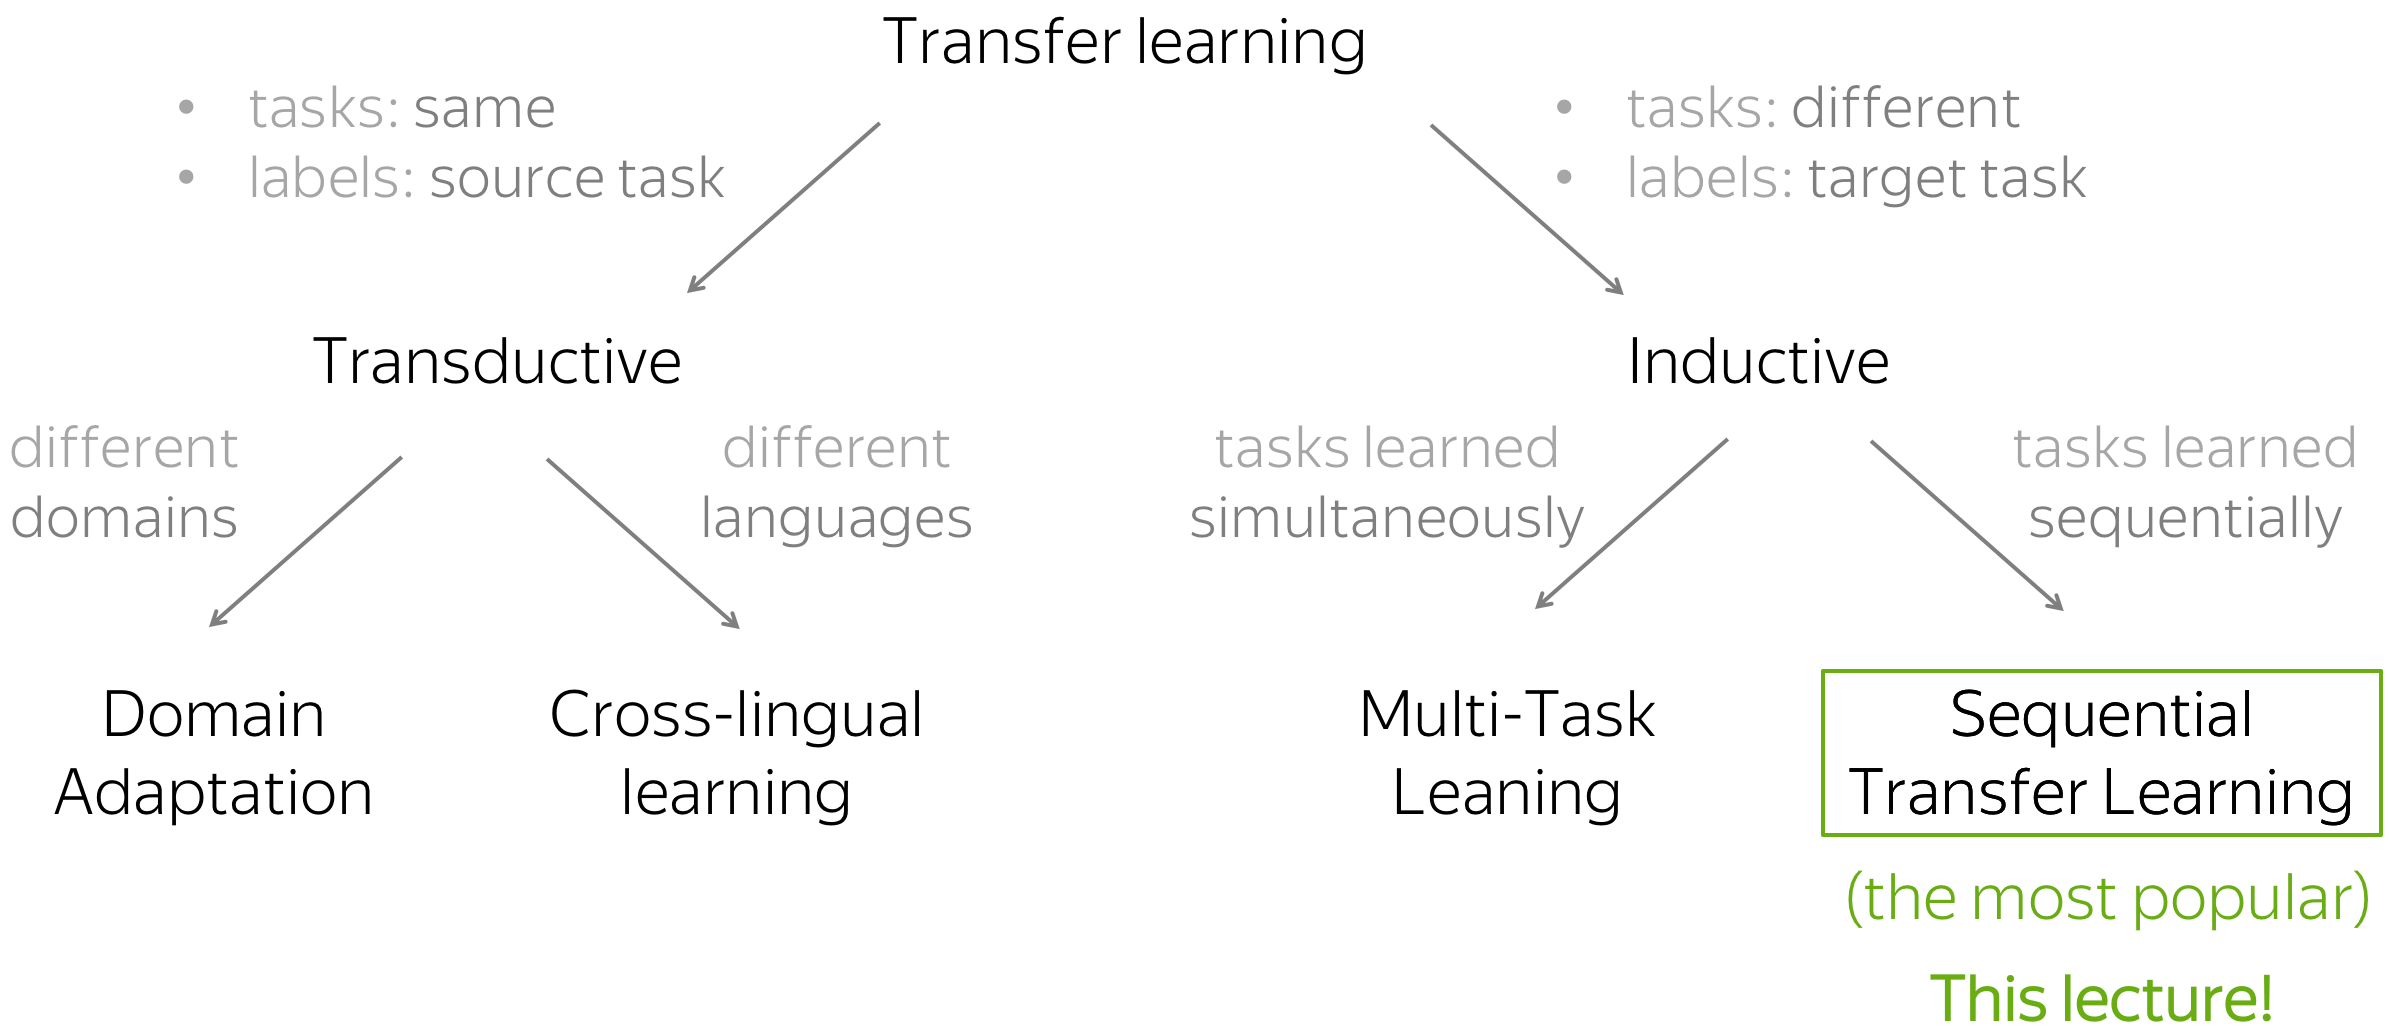 Transfer learning
• tasks: same
• labels: source task
• tasks: different
• labels: target task
Transductive
Inductive
different
domains
different
languages
tasks learned
simultaneously
tasks learned
sequentially
Domain
Adaptation
Cross-lingual
learning
Multi-Task
Leaning
Sequential
Transfer Learning
(the most popular)
This lecture!